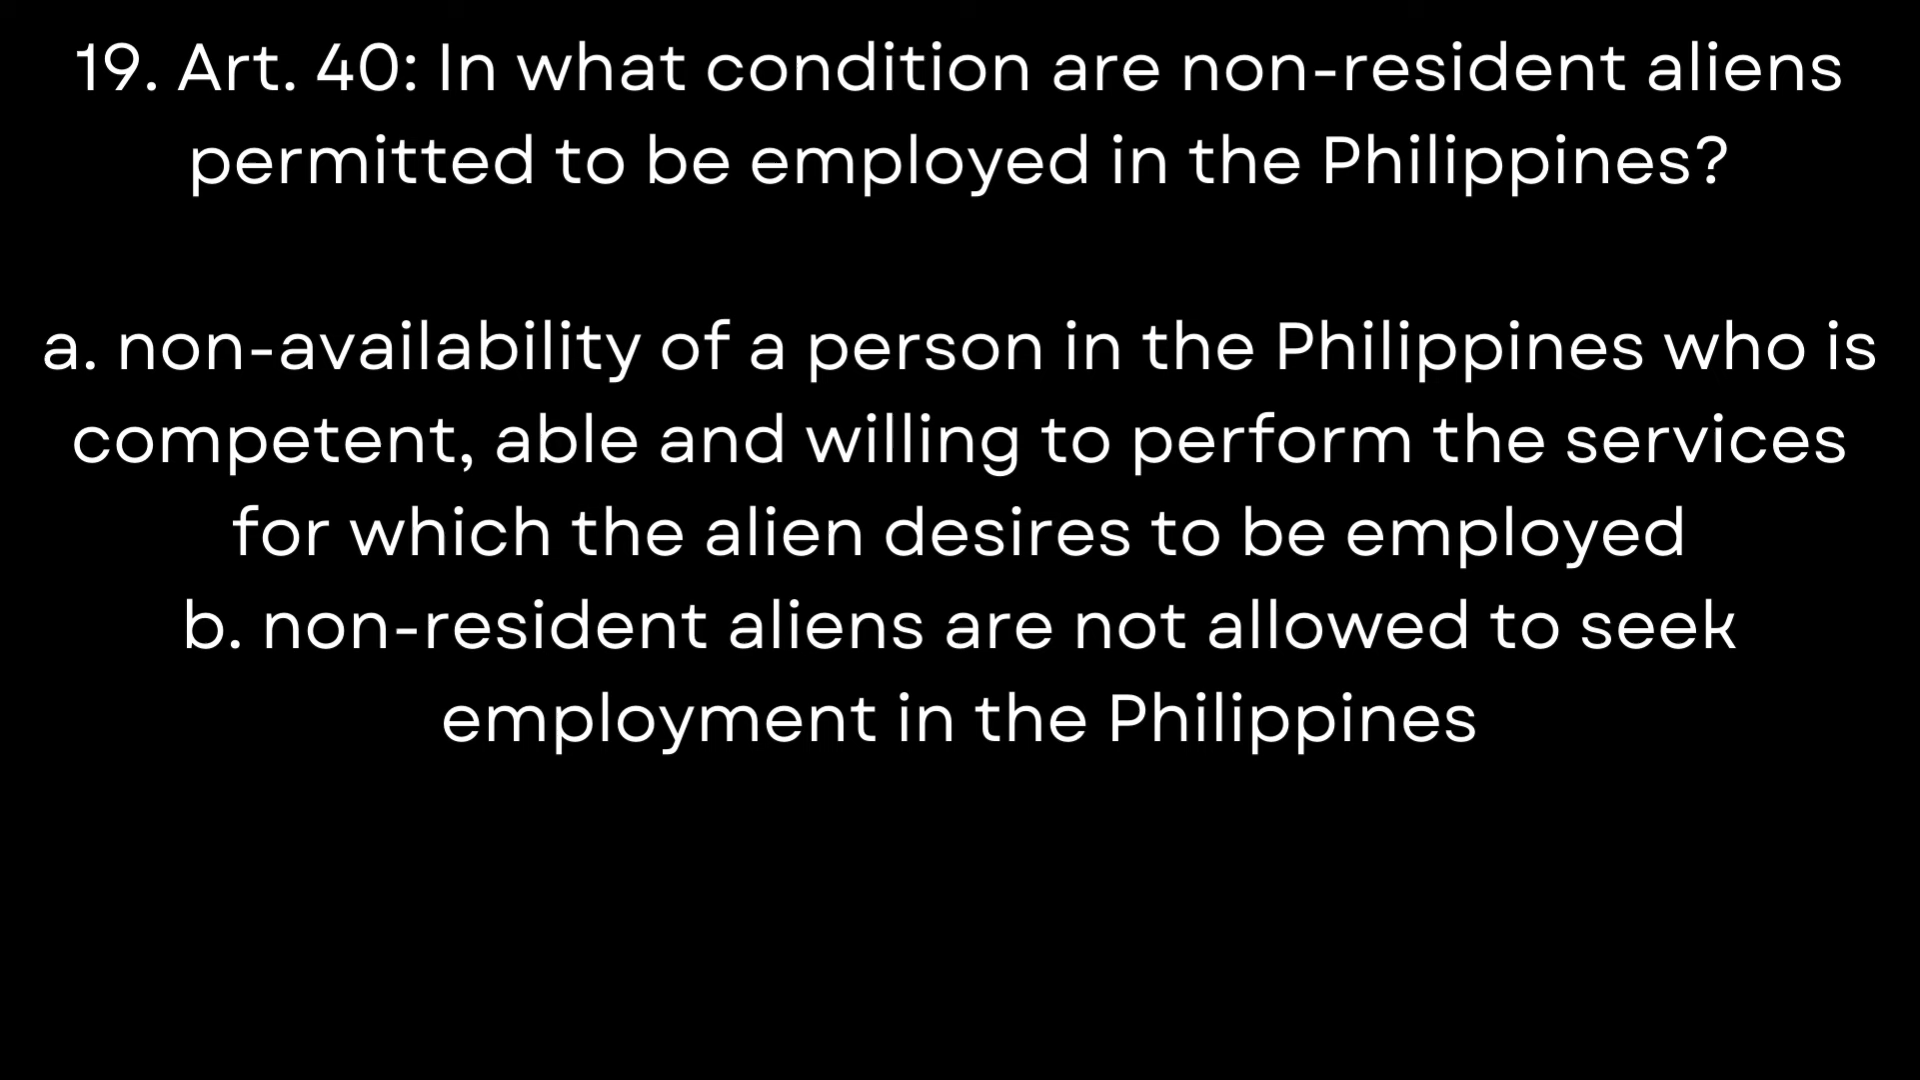 19. Art. 40: In what condition are non-resident aliens
permitted to be employed in the Philippines?
a. non-availability of a person in the Philippines who is
competent, able and willing to perform the services
for which the alien desires to be employed
b. non-resident aliens are not allowed to seek
employment in the Philippines